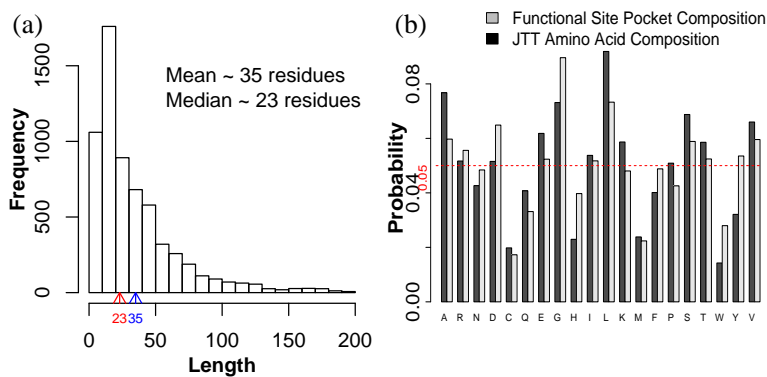 (a)
Mean ~ 35 residues
Median ~ 23 residues
Frequency
1500
1000
500
0
23 35
0 50 100 150 200
Length
(b)
Functional Site Pocket Composition
JTT Amino Acid Composition
Probability
0.08
0.05
0.04
0.00
A R N D C Q E G H I L K M F P S T W Y V